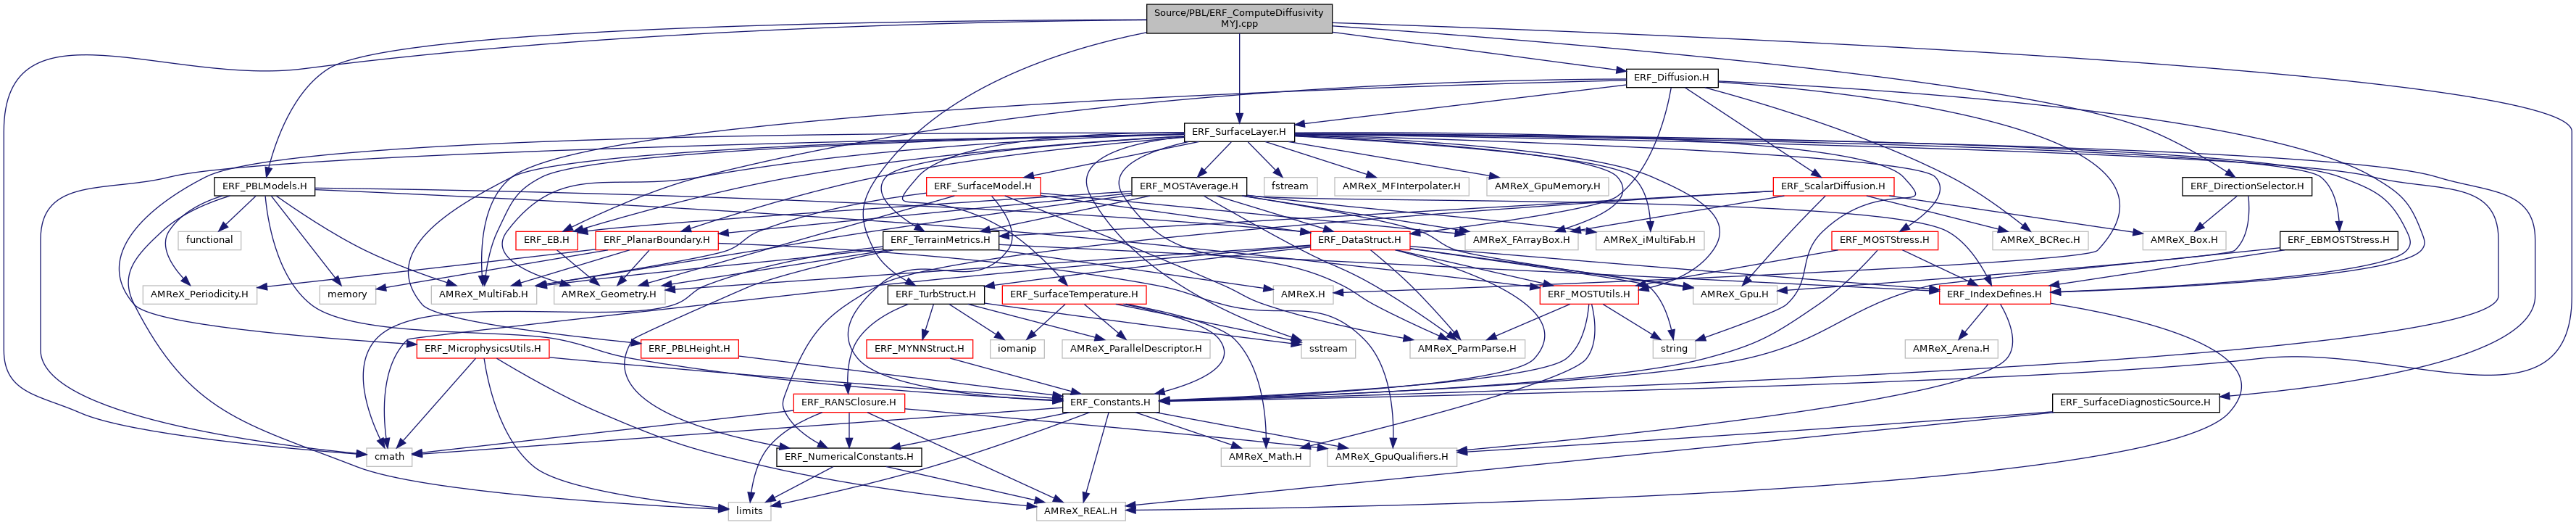 Source/PBL/ERF_ComputeDiffusivity
MYJ.cpp
ERF_Diffusion.H
ERF_SurfaceLayer.H
ERF_PBLModels.H
ERF_SurfaceModel.H
ERF_MOSTAverage.H
fstream
AMReX_MFInterpolater.H
AMReX_GpuMemory.H
ERF_ScalarDiffusion.H
ERF_DirectionSelector.H
functional
ERF_EB.H
ERF_PlanarBoundary.H
ERF_TerrainMetrics.H
ERF_DataStruct.H
AMReX_FArrayBox.H
AMReX_iMultiFab.H
ERF_MOSTStress.H
AMReX_BCRec.H
AMReX_Box.H
ERF_EBMOSTStress.H
AMReX_Periodicity.H
memory
AMReX_MultiFab.H
AMReX_Geometry.H
ERF_TurbStruct.H
ERF_SurfaceTemperature.H
AMReX.H
ERF_MOSTUtils.H
AMReX_Gpu.H
ERF_IndexDefines.H
ERF_MicrophysicsUtils.H
ERF_PBLHeight.H
ERF_MYNNStruct.H
iomanip
AMReX_ParallelDescriptor.H
sstream
AMReX_ParmParse.H
string
AMReX_Arena.H
ERF_RANSClosure.H
ERF_Constants.H
ERF_SurfaceDiagnosticSource.H
cmath
ERF_NumericalConstants.H
AMReX_Math.H
AMReX_GpuQualifiers.H
limits
AMReX_REAL.H